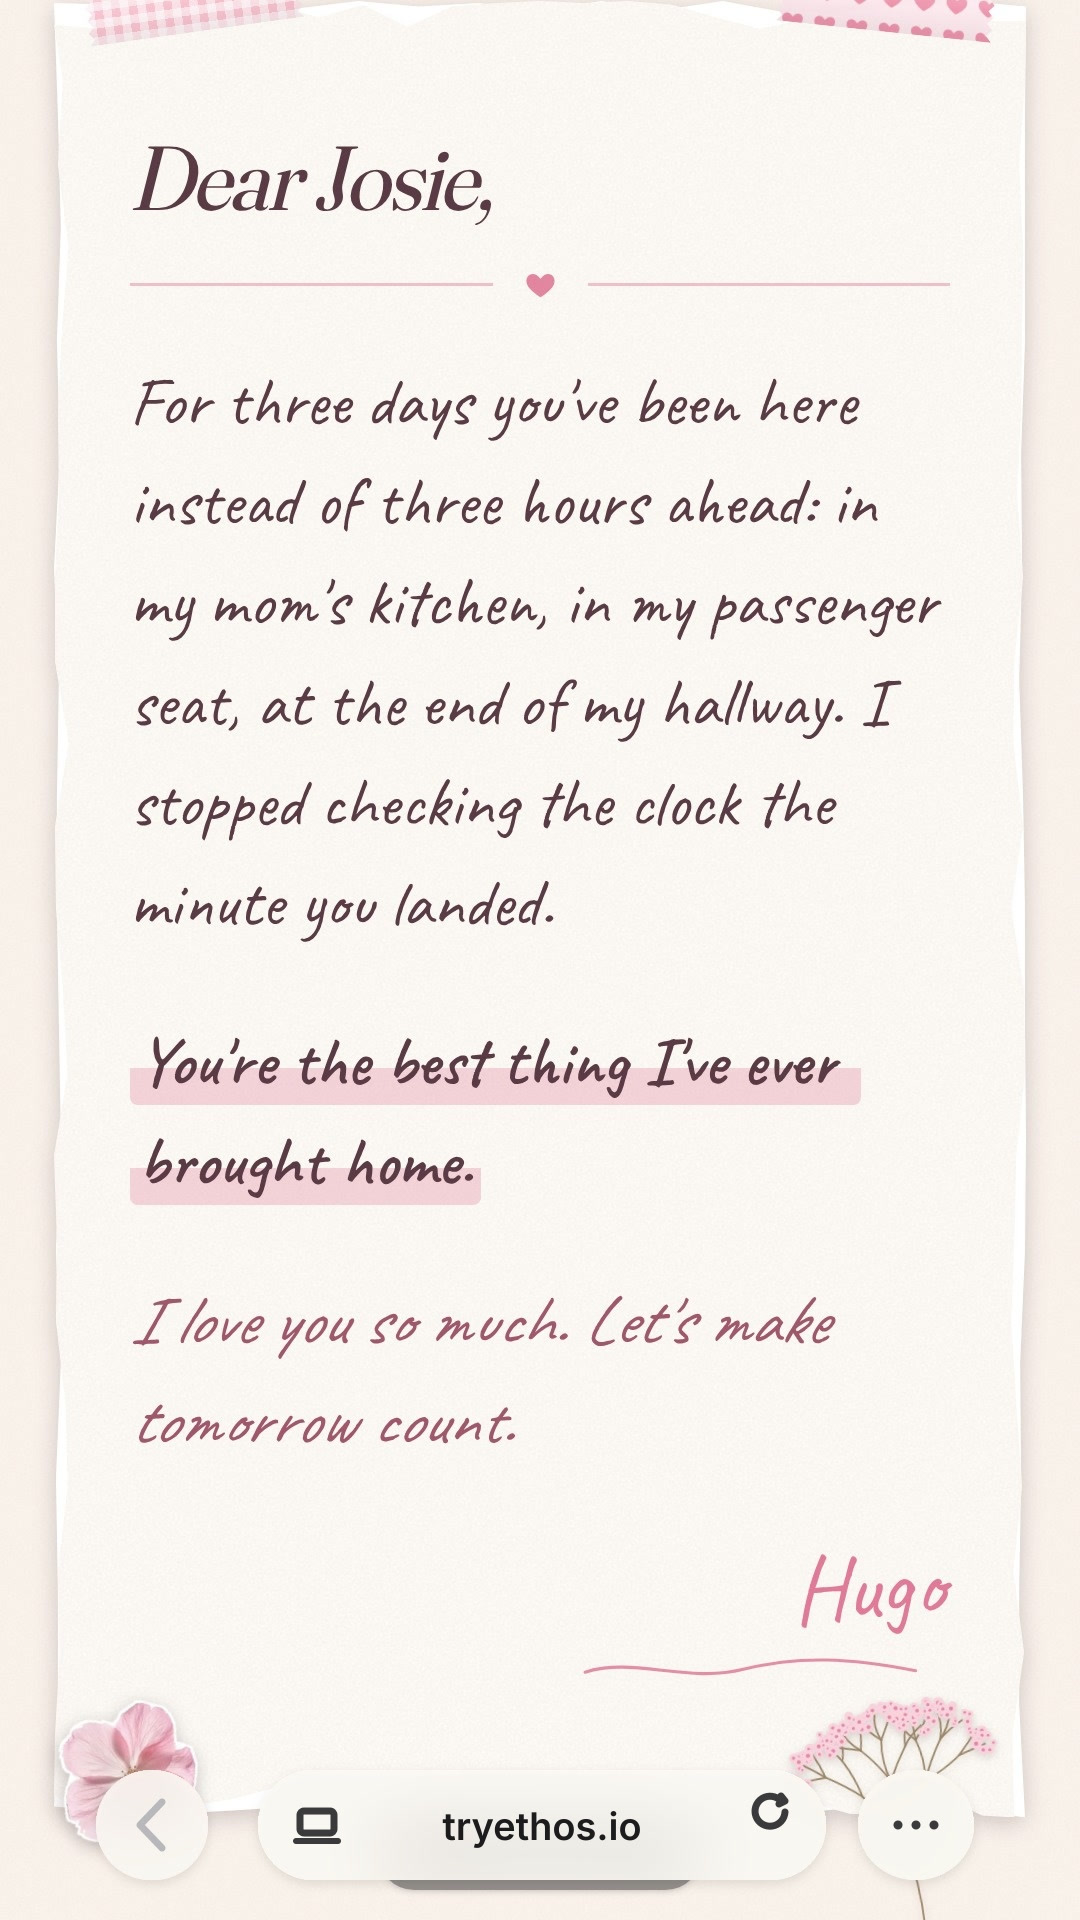 Dear Josie,
For three days you've been here
instead of three hours ahead: in
my mom's kitchen, in my passenger
seat, at the end of my hallway. I
stopped checking the clock the
minute you landed.
You're the best thing I've ever
brought home.
I love you so much. Let's make
tomorrow count.
Hugo
tryethos.io